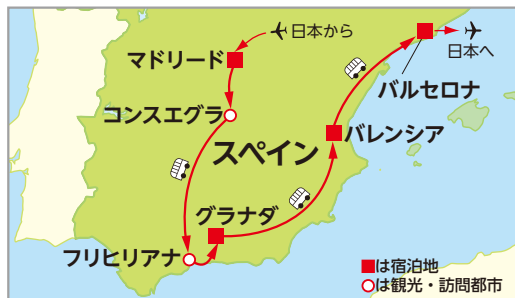 日本から
マドリード
日本へ
バルセロナ
コンスエグラ
バレンシア
スペイン
グラナダ
フリヒリアナ
■は宿泊地
○は観光・訪問都市